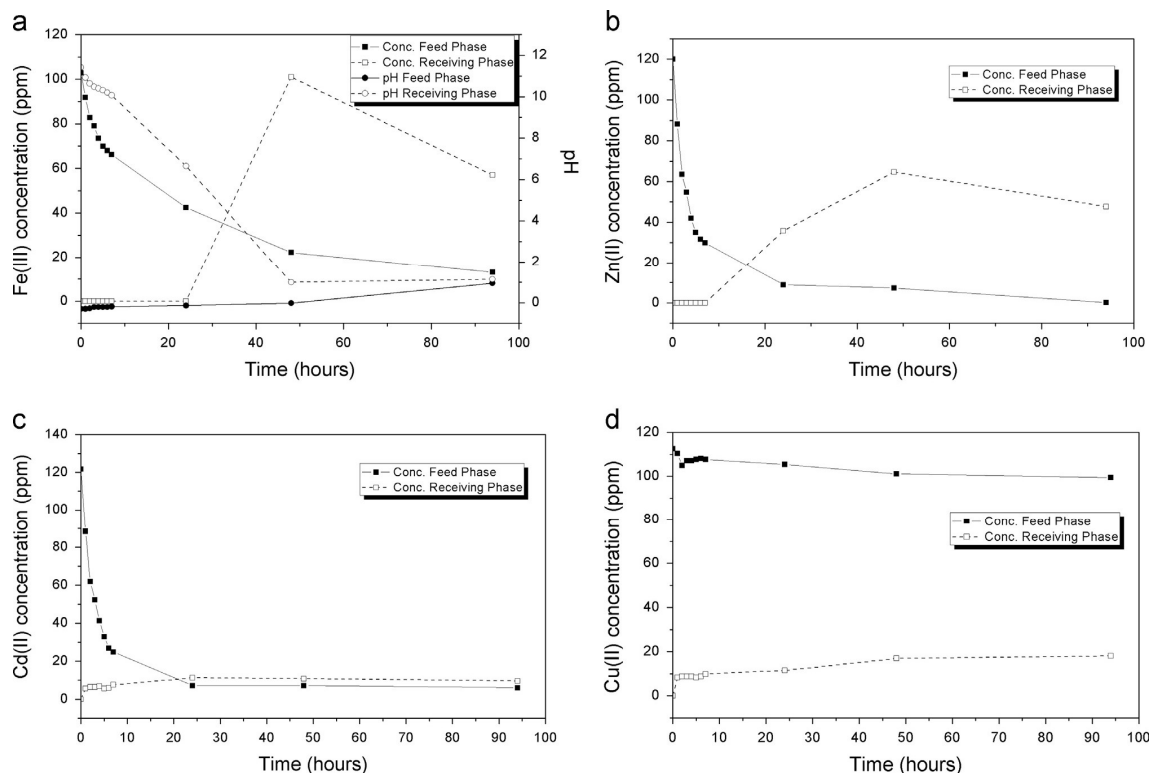 a
120
100
80
60
40
20
0
Fe(III) concentration (ppm)
Conc. Feed Phase
Conc. Receiving Phase
pH Feed Phase
pH Receiving Phase
12
10
8
6
4
2
0
pH
0 20 40 60 80 100
Time (hours)
b
120
100
80
60
40
20
0
Zn(II) concentration (ppm)
Conc. Feed Phase
Conc. Receiving Phase
0 20 40 60 80 100
Time (hours)
c
140
120
100
80
60
40
20
0
Cd(II) concentration (ppm)
Conc. Feed Phase
Conc. Receiving Phase
0 10 20 30 40 50 60 70 80 90 100
Time (hours)
d
120
100
80
60
40
20
0
Cu(II) concentration (ppm)
Conc. Feed Phase
Conc. Receiving Phase
0 10 20 30 40 50 60 70 80 90 100
Time (hours)